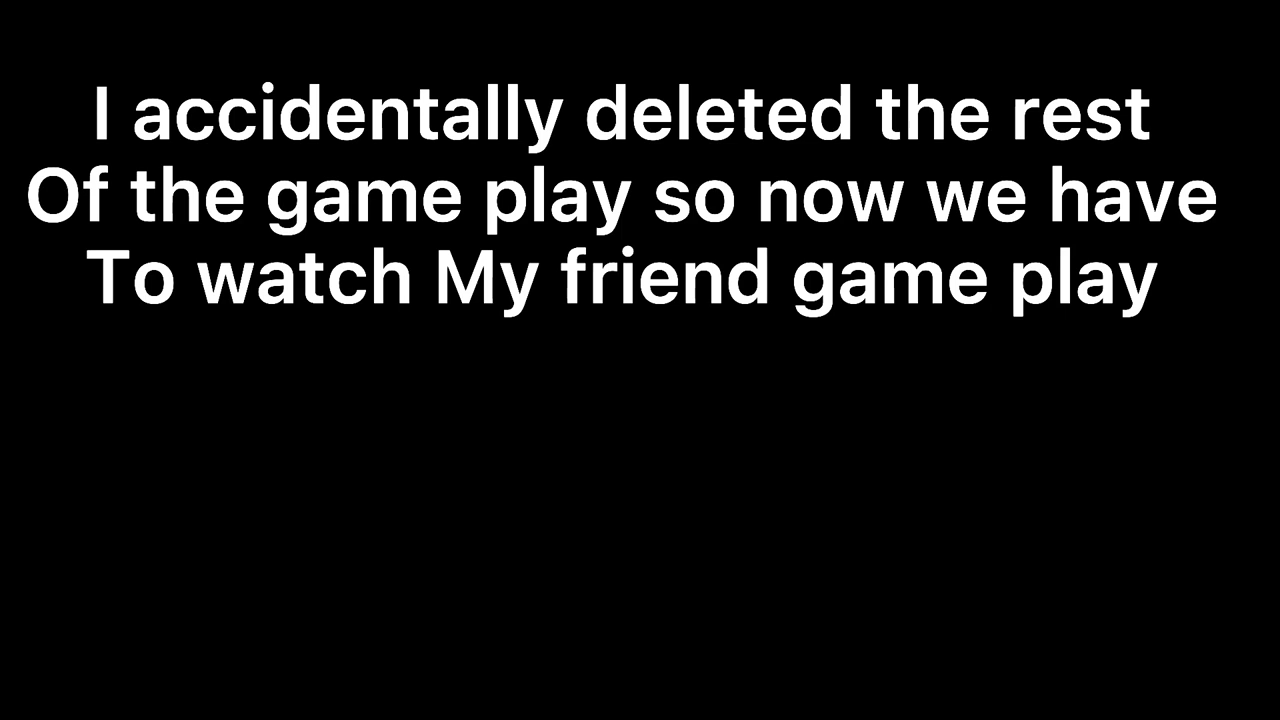 I accidentally deleted the rest
Of the game play so now we have
To watch My friend game play